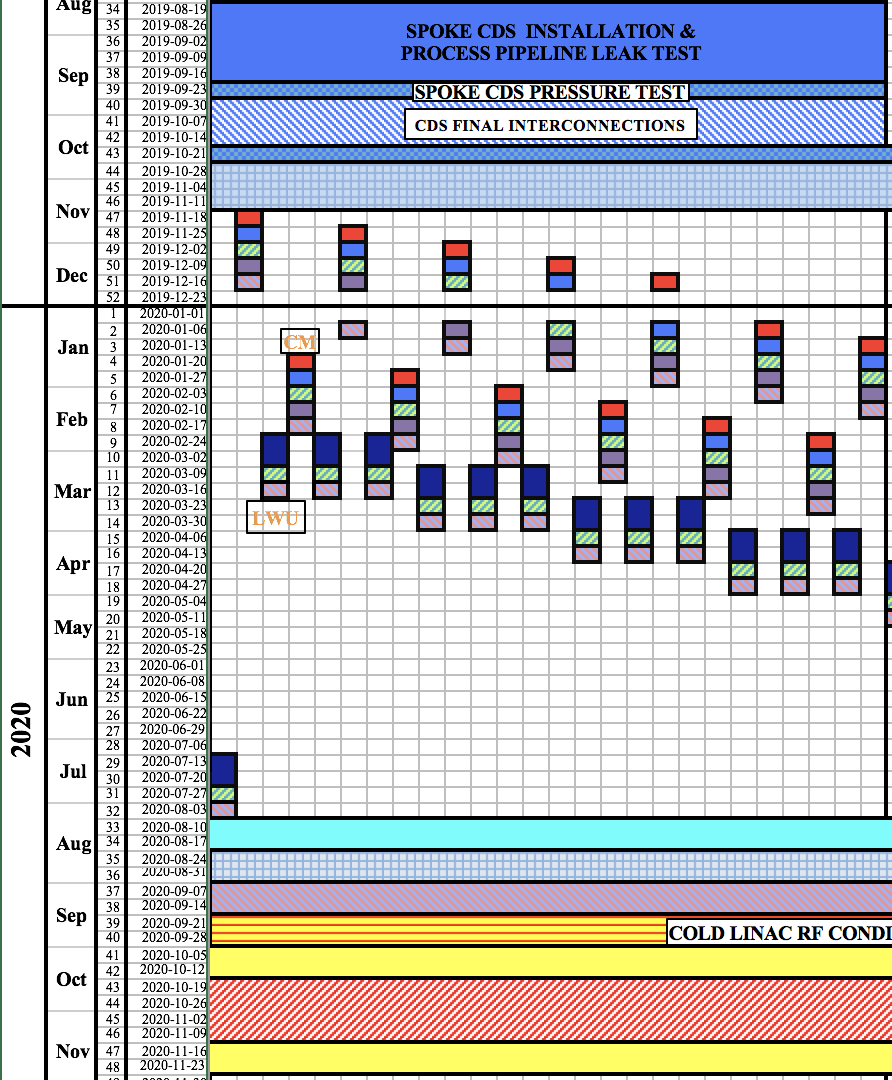 Aug
34 2019-08-19
35 2019-08-26
36 2019-09-02
37 2019-09-09
Sep
38 2019-09-16
39 2019-09-23
40 2019-09-30
41 2019-10-07
42 2019-10-14
Oct
43 2019-10-21
44 2019-10-28
45 2019-11-04
46 2019-11-11
Nov
47 2019-11-18
48 2019-11-25
49 2019-12-02
50 2019-12-09
Dec
51 2019-12-16
52 2019-12-23
SPOKE CDS INSTALLATION &
PROCESS PIPELINE LEAK TEST
SPOKE CDS PRESSURE TEST
CDS FINAL INTERCONNECTIONS
2020
1 2020-01-01
2 2020-01-06
Jan
3 2020-01-13
4 2020-01-20
5 2020-01-27
6 2020-02-03
7 2020-02-10
Feb
8 2020-02-17
9 2020-02-24
10 2020-03-02
11 2020-03-09
Mar
12 2020-03-16
13 2020-03-23
14 2020-03-30
15 2020-04-06
16 2020-04-13
Apr
17 2020-04-20
18 2020-04-27
19 2020-05-04
20 2020-05-11
May
21 2020-05-18
22 2020-05-25
23 2020-06-01
24 2020-06-08
Jun
25 2020-06-15
26 2020-06-22
27 2020-06-29
28 2020-07-06
29 2020-07-13
Jul
30 2020-07-20
31 2020-07-27
32 2020-08-03
33 2020-08-10
34 2020-08-17
Aug
35 2020-08-24
36 2020-08-31
37 2020-09-07
38 2020-09-14
Sep
39 2020-09-21
40 2020-09-28
41 2020-10-05
42 2020-10-12
Oct
43 2020-10-19
44 2020-10-26
45 2020-11-02
46 2020-11-09
Nov
47 2020-11-16
48 2020-11-23
CM
LWU
COLD LINAC RF CONDI